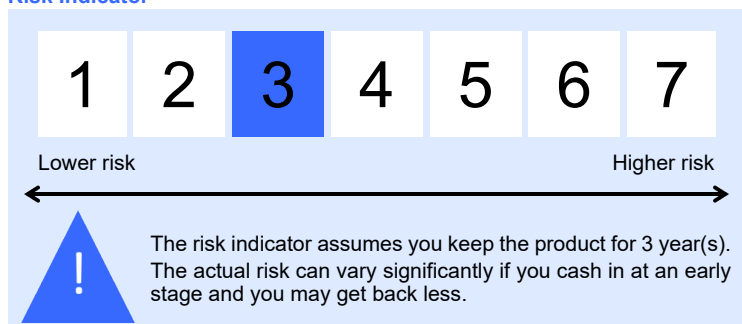 Risk Indicator
1 2 3 4 5 6 7
Lower risk Higher risk
!
The risk indicator assumes you keep the product for 3 year(s).
The actual risk can vary significantly if you cash in at an early
stage and you may get back less.